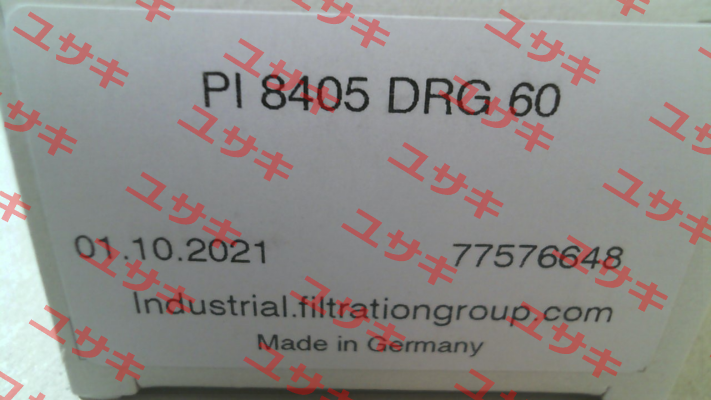 PI 8405 DRG 60
01.10.2021 77576648
Industrial.filtrationgroup.com
Made in Germany
ユサキ